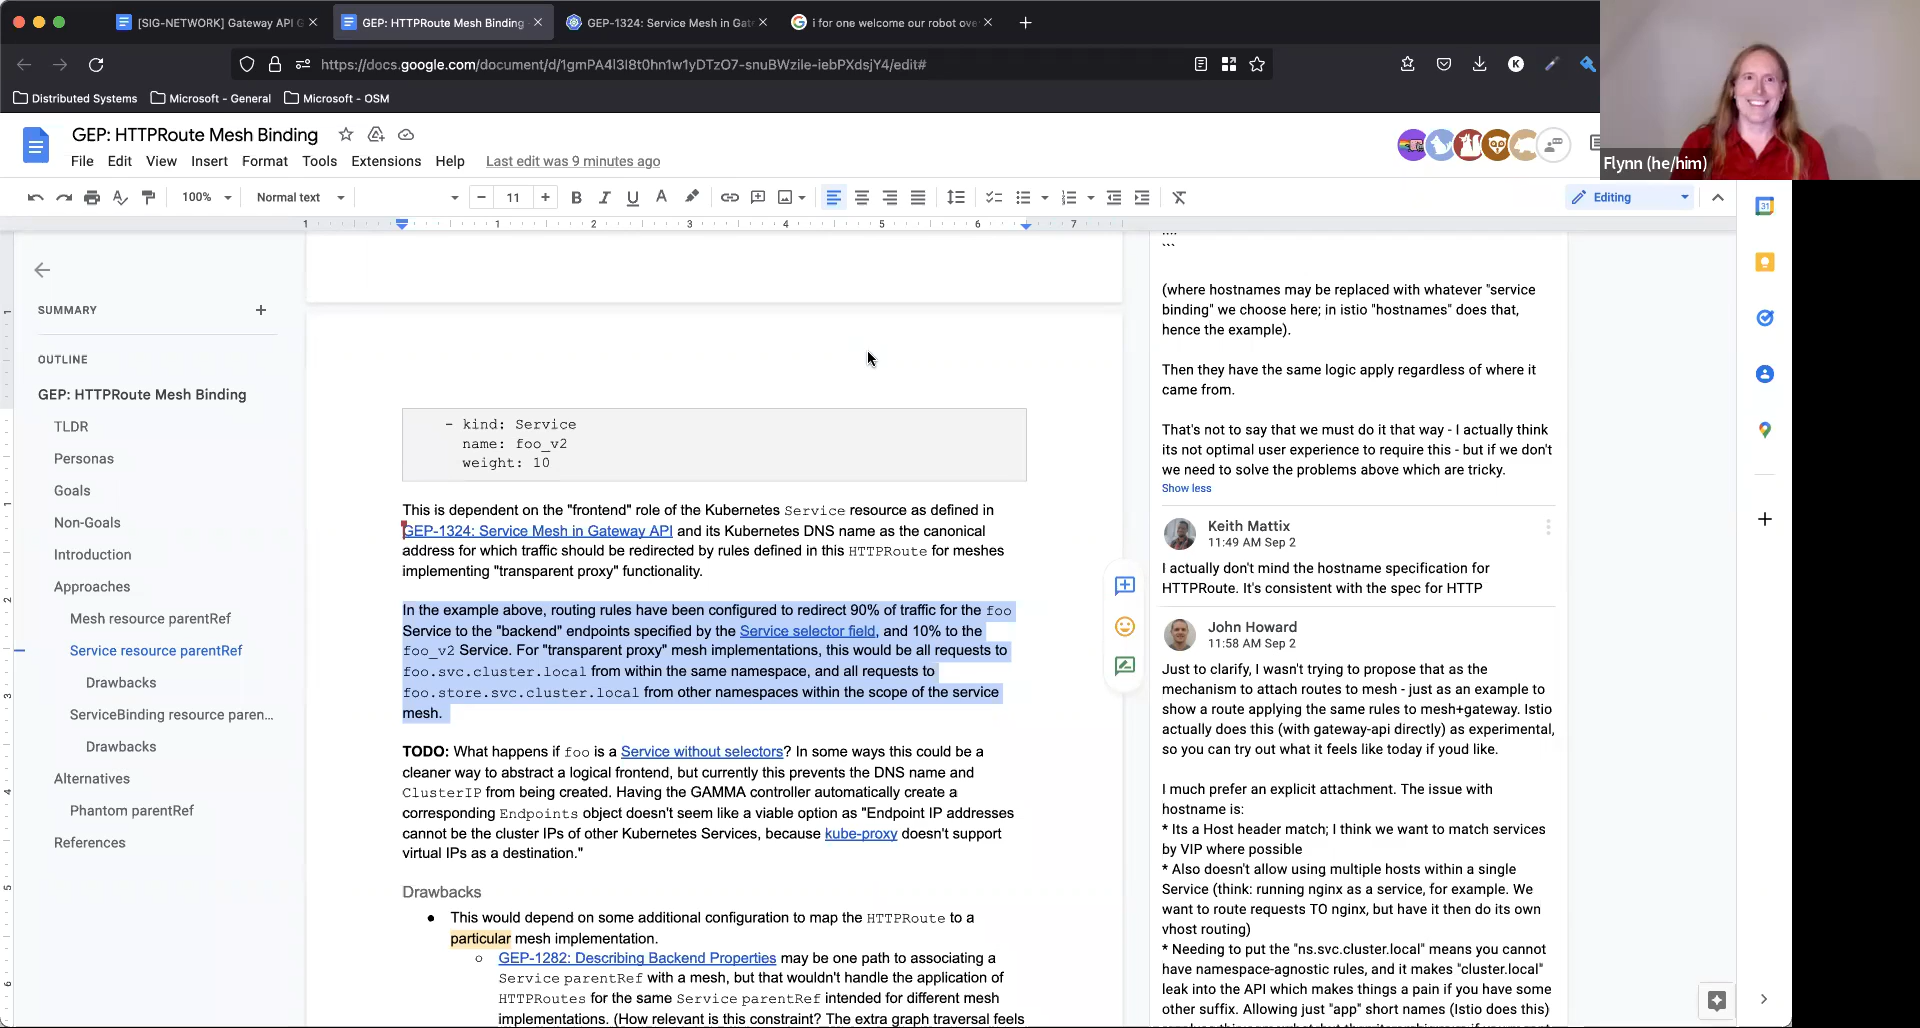 [SIG-NETWORK] Gateway API G
GEP: HTTPRoute Mesh Binding
GEP-1324: Service Mesh in Gat
i for one welcome our robot ove
https://docs.google.com/document/d/1gmPA4l3l8t0hn1w1yDTzO7-snuBWzile-iebPXdsjY4/edit#
K
Distributed Systems
Microsoft - General
Microsoft - OSM
GEP: HTTPRoute Mesh Binding
File Edit View Insert Format Tools Extensions Help Last edit was 9 minutes ago
Flynn (he/him)
100% Normal text 11 B I U A Editing
31
1 1 2 3 4 5 6 7
SUMMARY
OUTLINE
GEP: HTTPRoute Mesh Binding
TLDR
Personas
Goals
Non-Goals
Introduction
Approaches
Mesh resource parentRef
Service resource parentRef
Drawbacks
ServiceBinding resource paren...
Drawbacks
Alternatives
Phantom parentRef
References
1
1
2
3
4
5
6
- kind: Service
name: foo_v2
weight: 10
This is dependent on the "frontend" role of the Kubernetes Service resource as defined in
GEP-1324: Service Mesh in Gateway API and its Kubernetes DNS name as the canonical
address for which traffic should be redirected by rules defined in this HTTPRoute for meshes
implementing "transparent proxy" functionality.
In the example above, routing rules have been configured to redirect 90% of traffic for the foo
Service to the "backend" endpoints specified by the Service selector field, and 10% to the
foo_v2 Service. For "transparent proxy" mesh implementations, this would be all requests to
foo.svc.cluster.local from within the same namespace, and all requests to
foo.store.svc.cluster.local from other namespaces within the scope of the service
mesh.
TODO: What happens if foo is a Service without selectors? In some ways this could be a
cleaner way to abstract a logical frontend, but currently this prevents the DNS name and
ClusterIP from being created. Having the GAMMA controller automatically create a
corresponding Endpoints object doesn't seem like a viable option as "Endpoint IP addresses
cannot be the cluster IPs of other Kubernetes Services, because kube-proxy doesn't support
virtual IPs as a destination."
Drawbacks
● This would depend on some additional configuration to map the HTTPRoute to a
particular mesh implementation.
○ GEP-1282: Describing Backend Properties may be one path to associating a
Service parentRef with a mesh, but that wouldn't handle the application of
HTTPRoutes for the same Service parentRef intended for different mesh
implementations. (How relevant is this constraint? The extra graph traversal feels
```
(where hostnames may be replaced with whatever "service
binding" we choose here; in istio "hostnames" does that,
hence the example).
Then they have the same logic apply regardless of where it
came from.
That's not to say that we must do it that way - I actually think
its not optimal user experience to require this - but if we don't
we need to solve the problems above which are tricky.
Show less
Keith Mattix
11:49 AM Sep 2
I actually don't mind the hostname specification for
HTTPRoute. It's consistent with the spec for HTTP
John Howard
11:58 AM Sep 2
Just to clarify, I wasn't trying to propose that as the
mechanism to attach routes to mesh - just as an example to
show a route applying the same rules to mesh+gateway. Istio
actually does this (with gateway-api directly) as experimental,
so you can try out what it feels like today if youd like.
I much prefer an explicit attachment. The issue with
hostname is:
* Its a Host header match; I think we want to match services
by VIP where possible
* Also doesn't allow using multiple hosts within a single
Service (think: running nginx as a service, for example. We
want to route requests TO nginx, but have it then do its own
vhost routing)
* Needing to put the "ns.svc.cluster.local" means you cannot
have namespace-agnostic rules, and it makes "cluster.local"
leak into the API which makes things a pain if you have some
other suffix. Allowing just "app" short names (Istio does this)